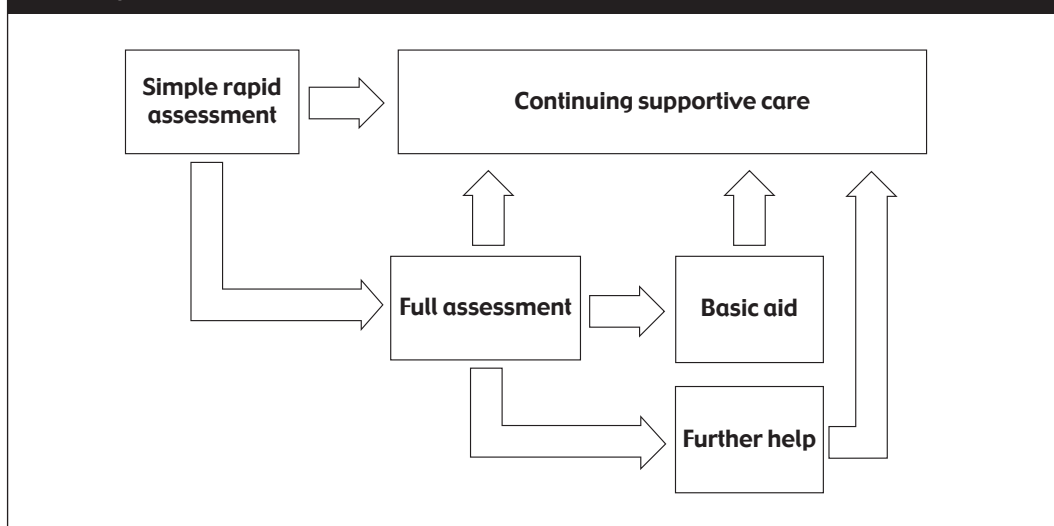 Simple rapid
assessment
Continuing supportive care
Full assessment
Basic aid
Further help